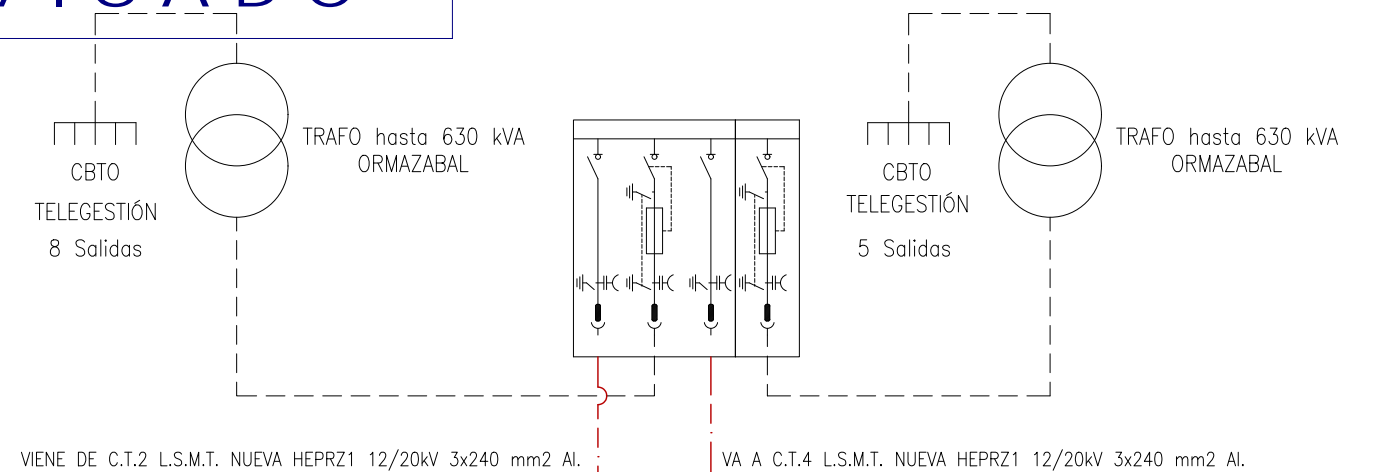 TRAFO hasta 630 kVA
ORMAZABAL
CBTO
TELEGESTIÓN
8 Salidas
TRAFO hasta 630 kVA
ORMAZABAL
CBTO
TELEGESTIÓN
5 Salidas
VIENE DE C.T.2 L.S.M.T. NUEVA HEPRZ1 12/20kV 3x240 mm2 Al.
VA A C.T.4 L.S.M.T. NUEVA HEPRZ1 12/20kV 3x240 mm2 Al.